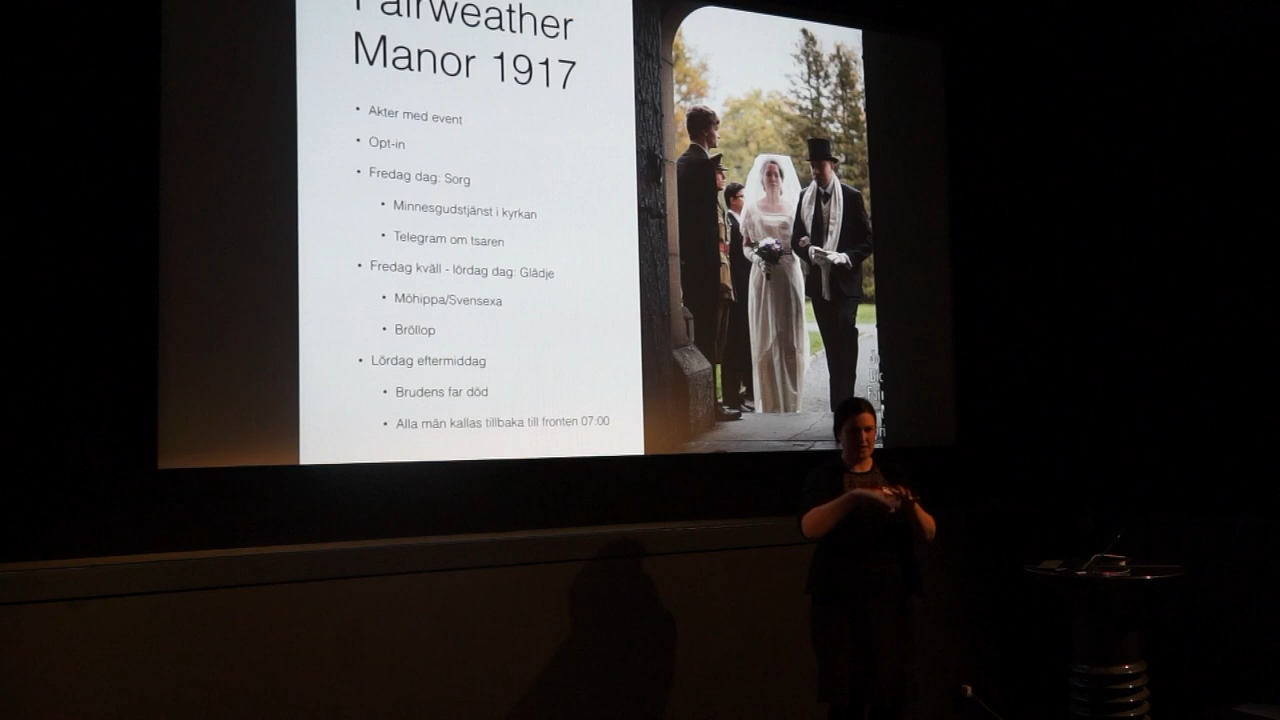 Fairweather
Manor 1917
• Akter med event
• Opt-in
• Fredag dag: Sorg
• Minnesgudstjänst i kyrkan
• Telegram om tsaren
• Fredag kväll - lördag dag: Glädje
• Möhippa/Svensexa
• Bröllop
• Lördag eftermiddag
• Brudens far död
• Alla män kallas tillbaka till fronten 07:00